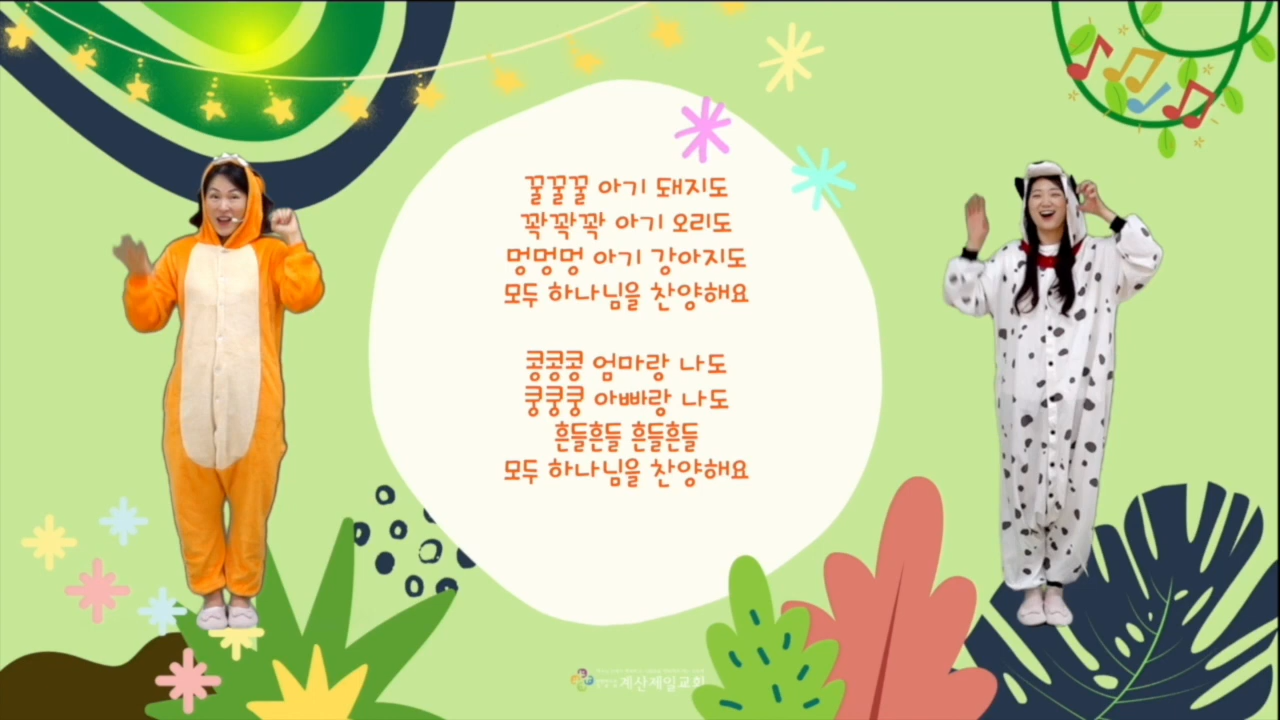 꿀꿀꿀 아기 돼지도
꽉꽉꽉 아기 오리도
멍멍멍 아기 강아지도
모두 하나님을 찬양해요
콩콩콩 엄마랑 나도
쿵쿵쿵 아빠랑 나도
흔들흔들 흔들흔들
모두 하나님을 찬양해요
계산제일교회